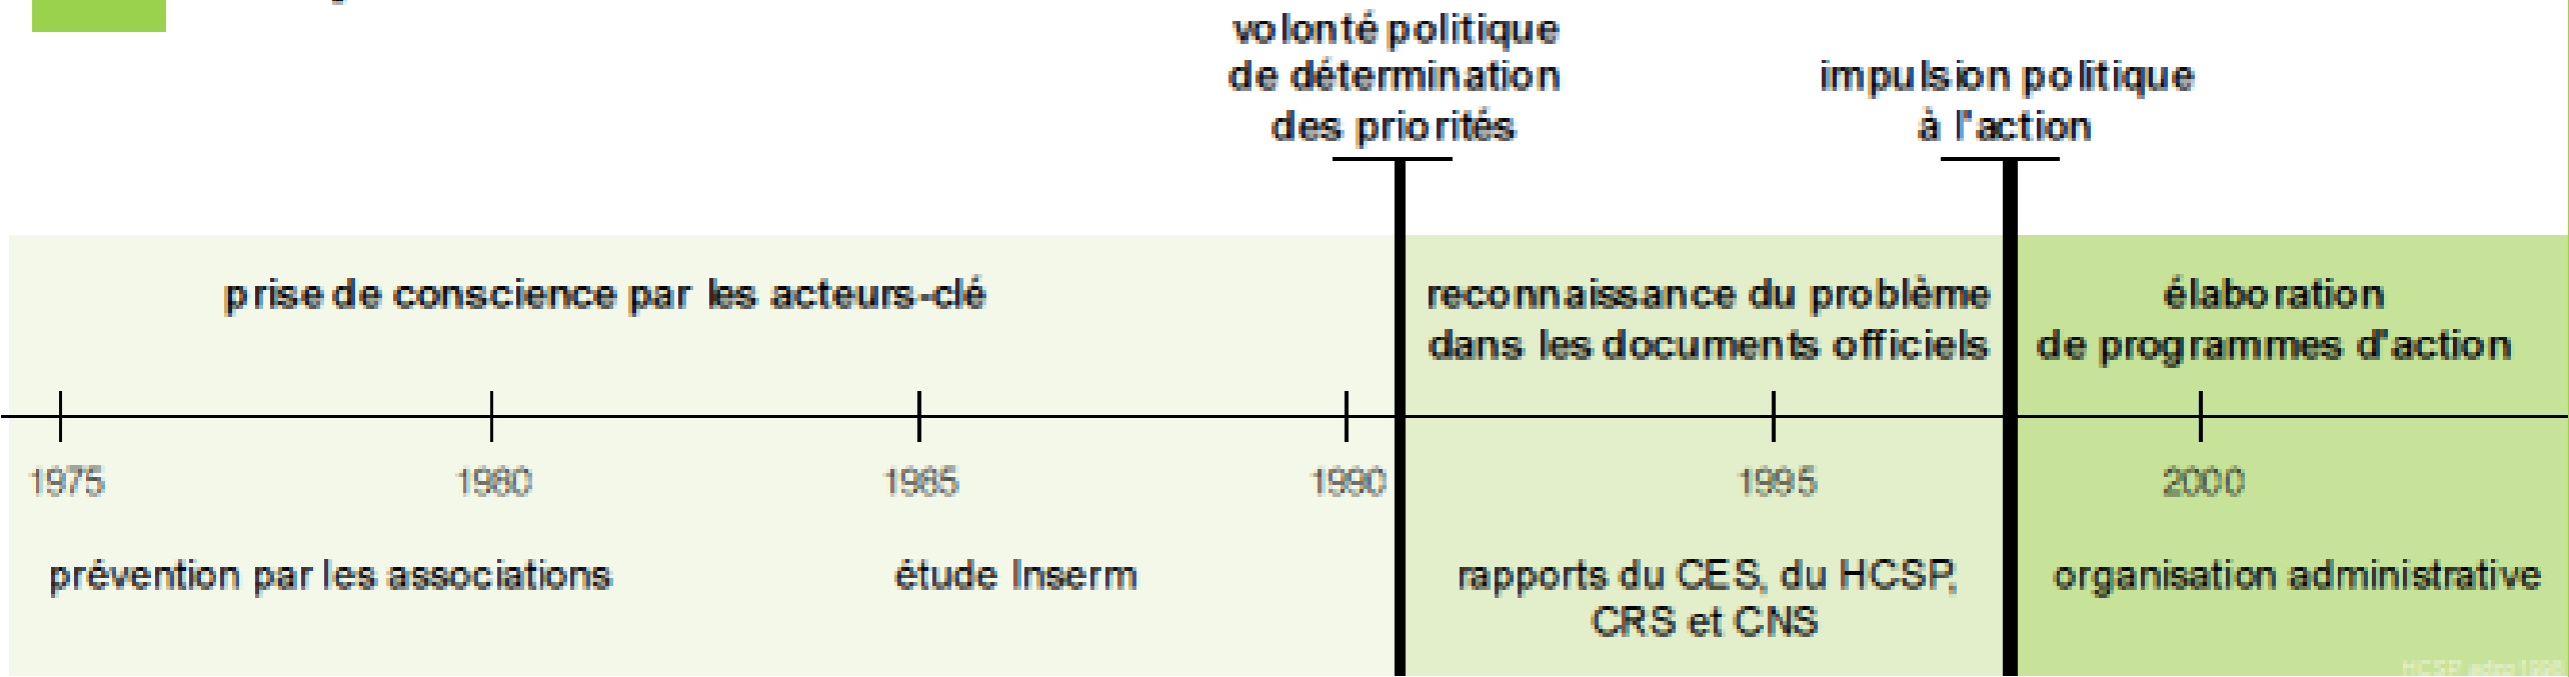 volonté politique
de détermination
des priorités
impulsion politique
à l'action
prise de conscience par les acteurs-clé
reconnaissance du problème
dans les documents officiels
élaboration
de programmes d'action
1975
1980
1985
1990
1995
2000
prévention par les associations
étude Inserm
rapports du CES, du HCSP,
CRS et CNS
organisation administrative
HCSP